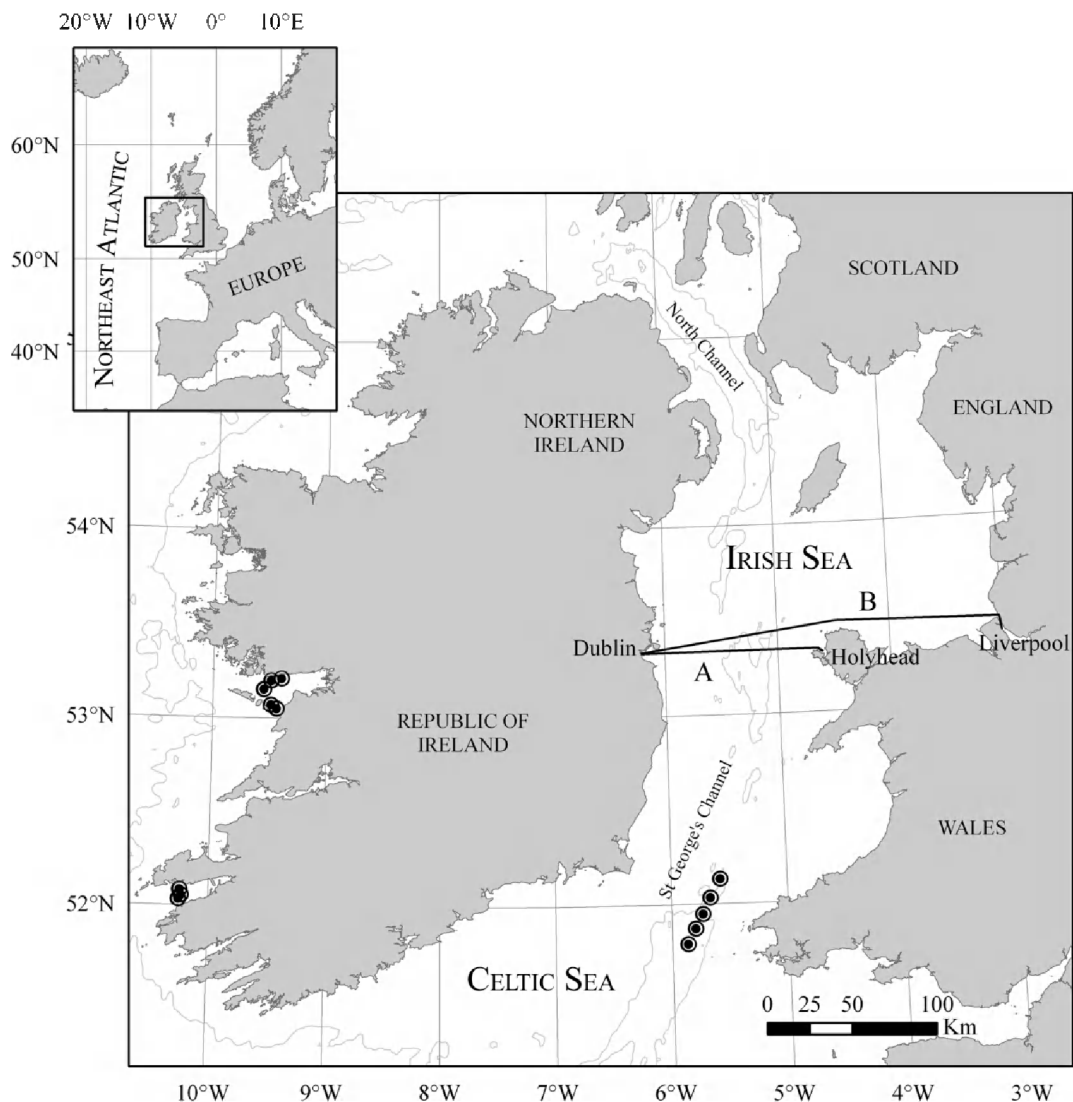 20°W 10°W 0° 10°E
60°N
50°N
40°N
NORTHEAST ATLANTIC
EUROPE
SCOTLAND
North Channel
NORTHERN
IRELAND
ENGLAND
54°N
IRISH SEA
B
Dublin
Liverpool
Holyhead
A
53°N
REPUBLIC OF
IRELAND
St George's Channel
WALES
52°N
CELTIC SEA
0 25 50 100
Km
10°W 9°W 8°W 7°W 6°W 5°W 4°W 3°W